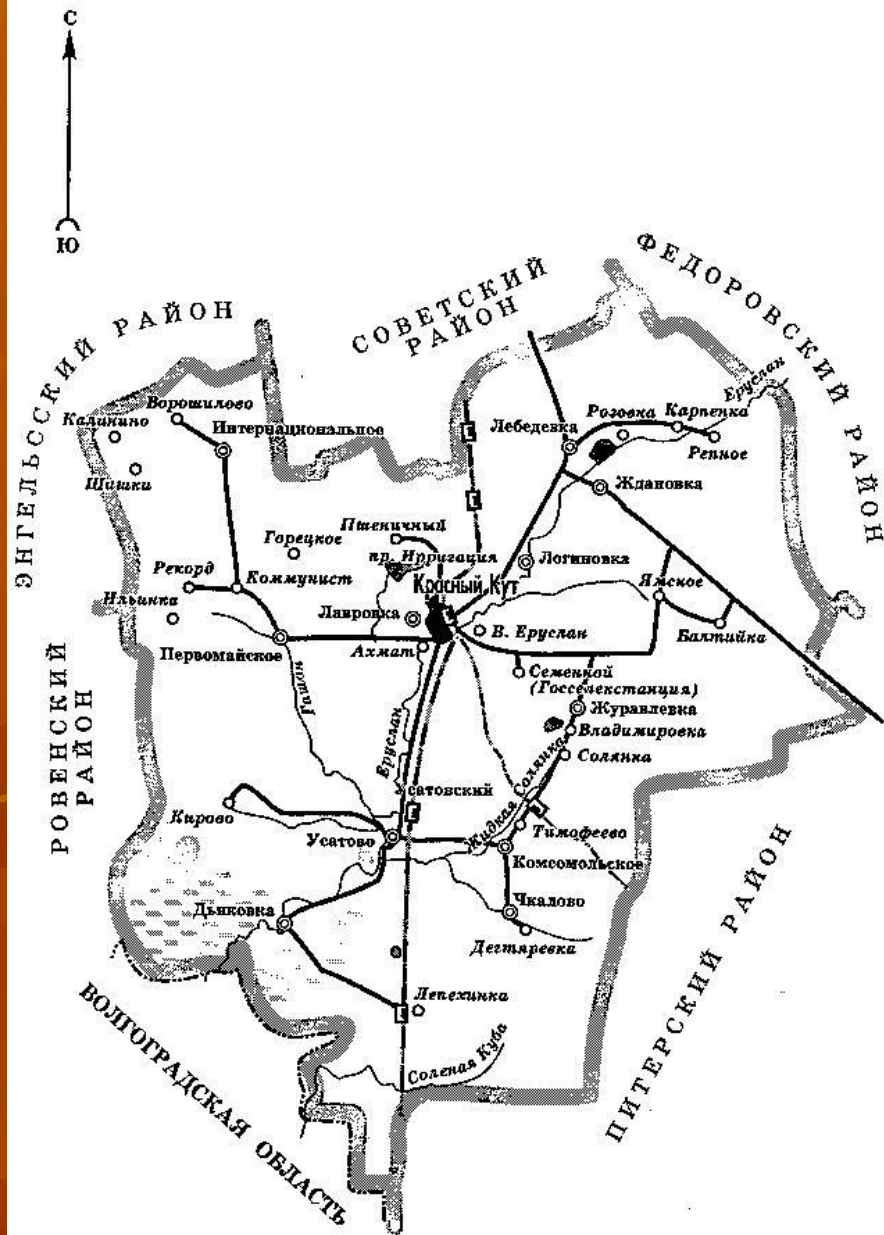 С
Ю
ЭНГЕЛЬССКИЙ РАЙОН
СОВЕТСКИЙ
РАЙОН
ФЕДОРОВСКИЙ РАЙОН
Еруслан
Ворошилово
Калинино
Интернациональное
Шишки
Лебедевка
Розовка
Карпенка
Репное
Ждановка
Пшеничный
Горецкое
пр. Ирригация
Логиновка
Рекорд
Коммунист
Красный Кут
Ямское
Ильинка
Лавровка
В. Еруслан
Балтийка
Первомайское
Ахмат
Семенной
(Госселекстанция)
Гашон
Еруслан
Журавлевка
Владимировка
Солянка
РОВЕНСКИЙ
РАЙОН
сатовский
Жидкая Солянка
Кирово
Усатово
Тимофеево
Комсомольское
Дьяковка
Чкалово
Дегтяревка
Лепехинка
Соленая Куба
ПИТЕРСКИЙ РАЙОН
ВОЛГОГРАДСКАЯ ОБЛАСТЬ